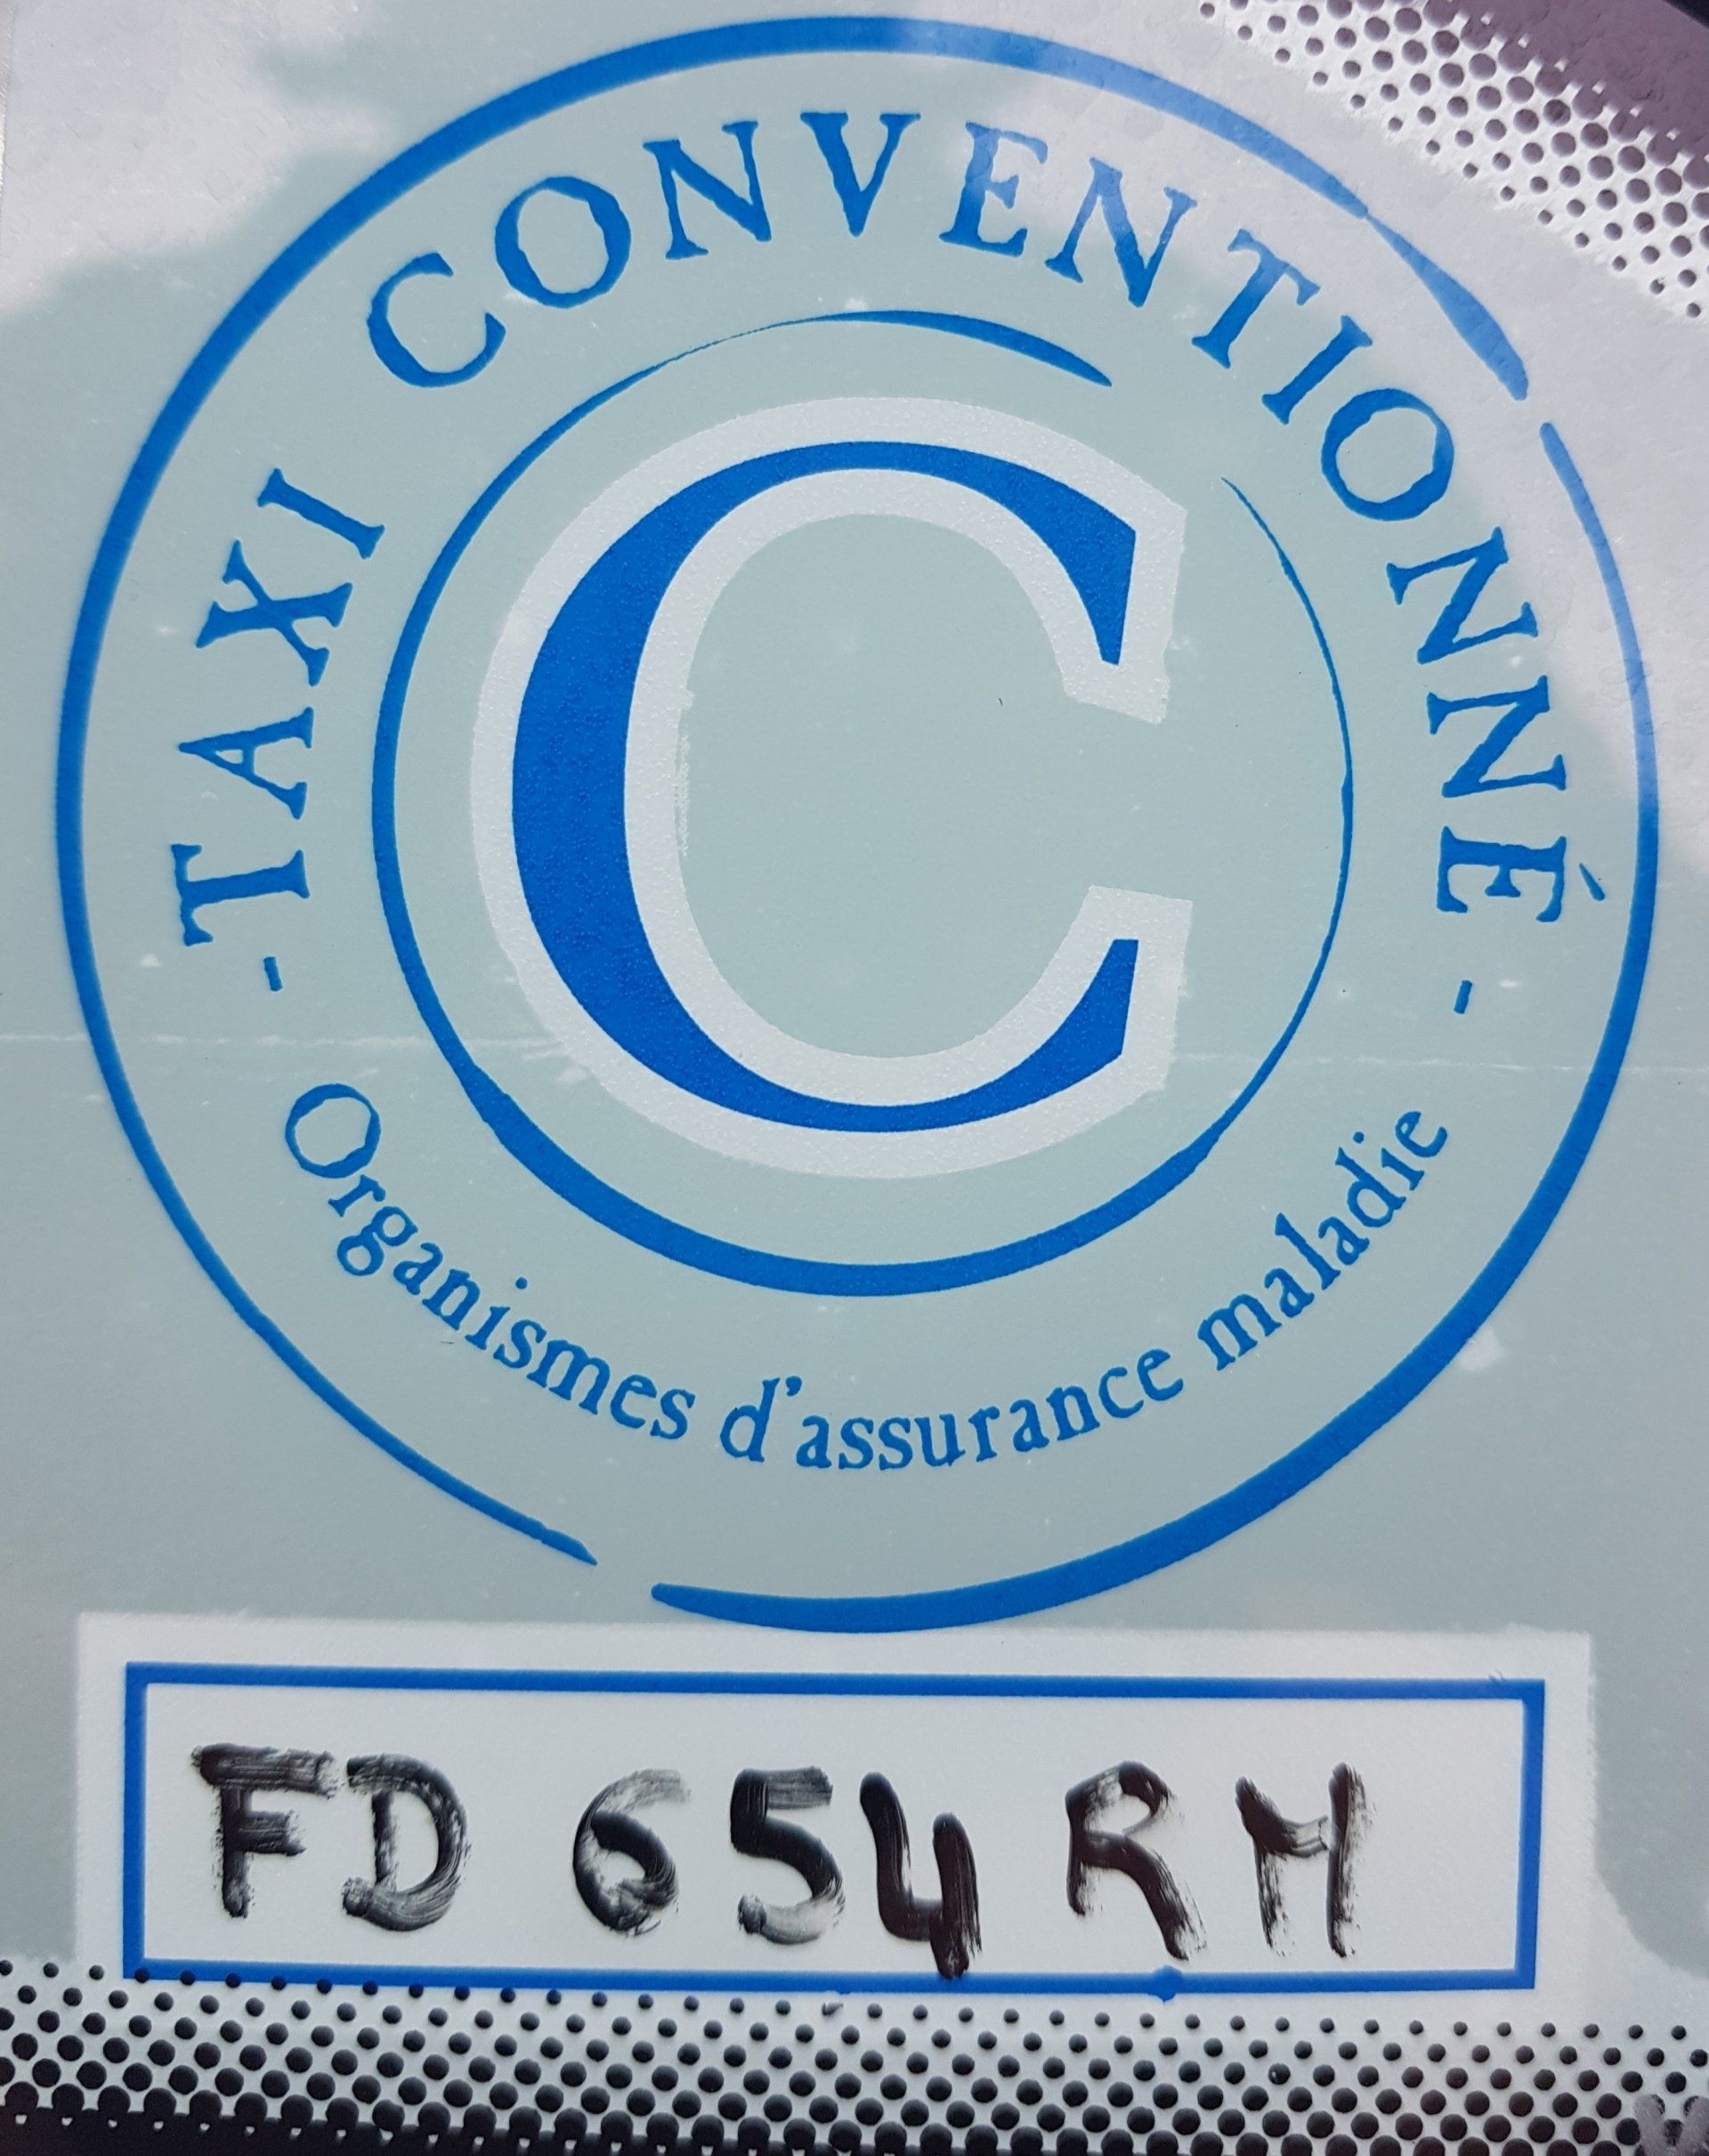 - TAXI CONVENTIONNÉ -
C
Organismes d'assurance maladie
FD 654 RM